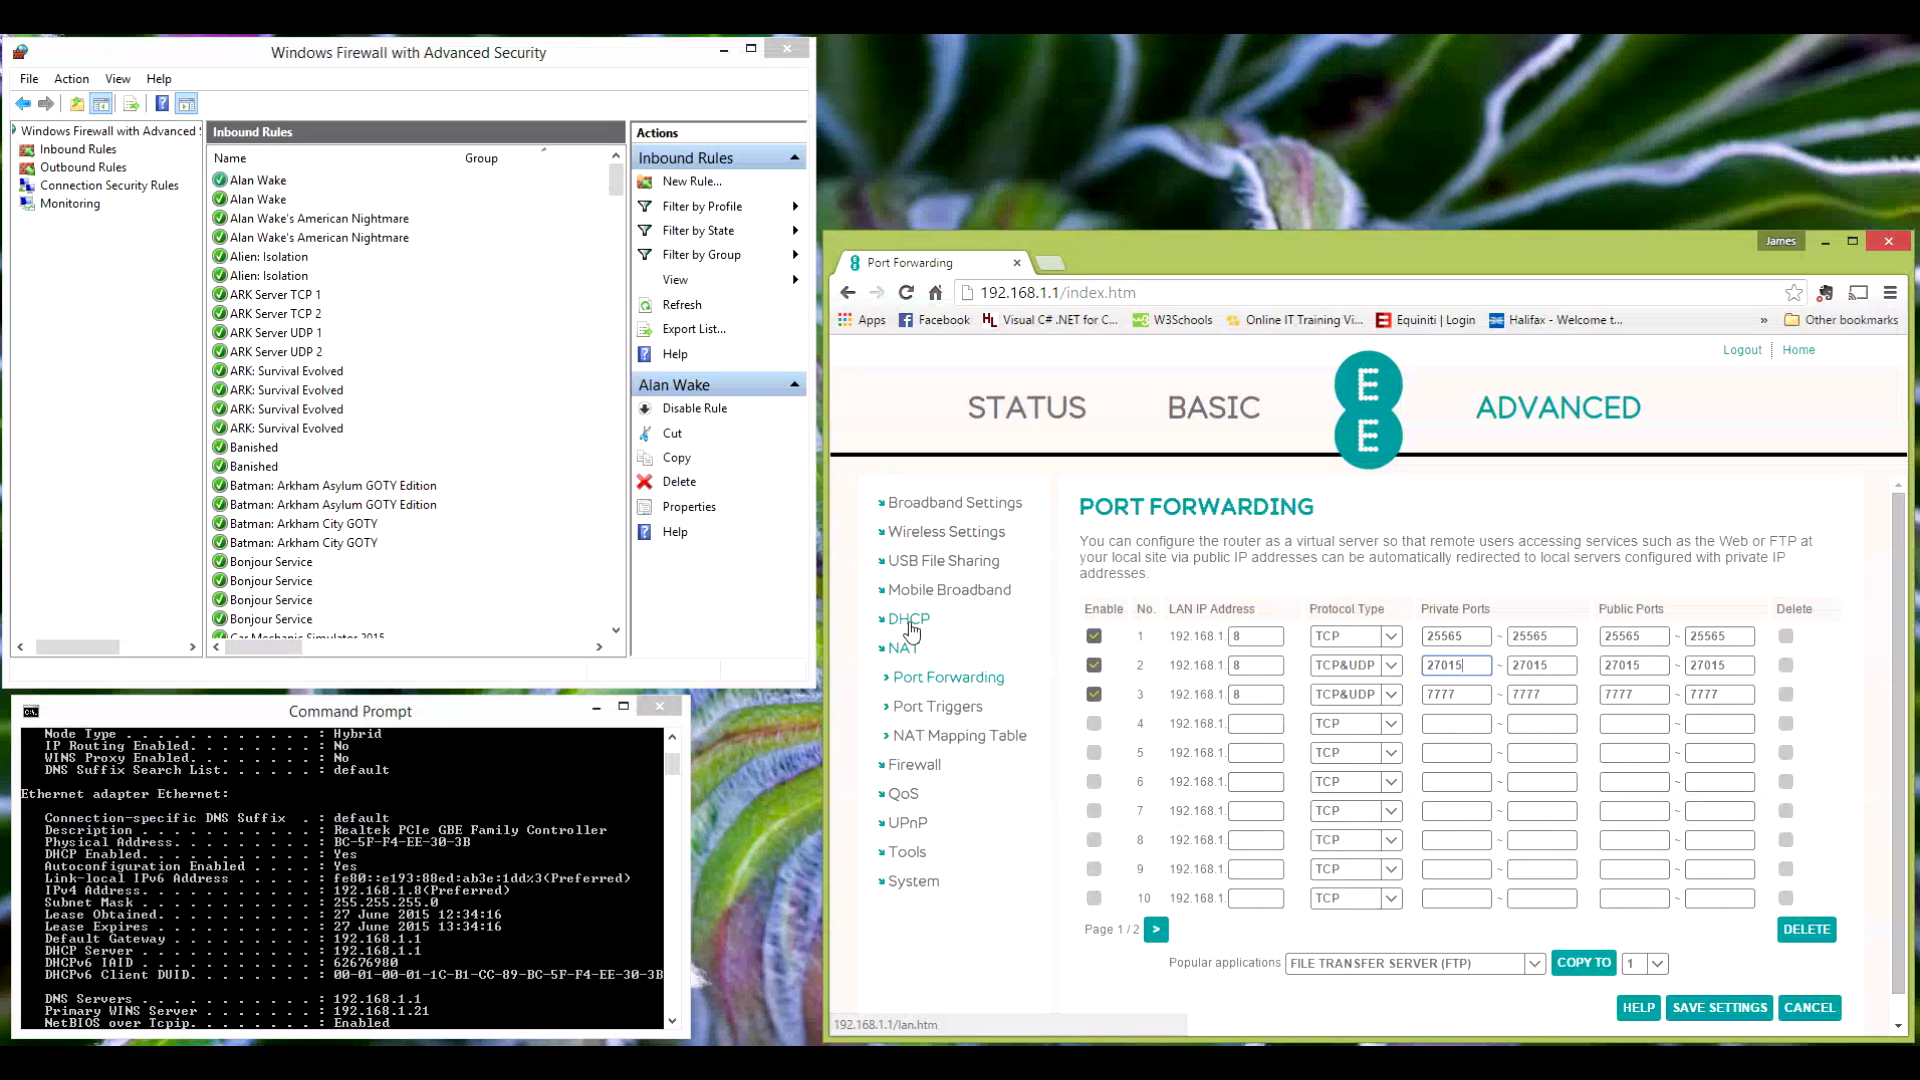 Windows Firewall with Advanced Security
File Action View Help
Windows Firewall with Advanced S
Inbound Rules
Outbound Rules
Connection Security Rules
Monitoring
Inbound Rules
Name Group
Alan Wake
Alan Wake
Alan Wake's American Nightmare
Alan Wake's American Nightmare
Alien: Isolation
Alien: Isolation
ARK Server TCP 1
ARK Server TCP 2
ARK Server UDP 1
ARK Server UDP 2
ARK: Survival Evolved
ARK: Survival Evolved
ARK: Survival Evolved
ARK: Survival Evolved
Banished
Banished
Batman: Arkham Asylum GOTY Edition
Batman: Arkham Asylum GOTY Edition
Batman: Arkham City GOTY
Batman: Arkham City GOTY
Bonjour Service
Bonjour Service
Bonjour Service
Bonjour Service
Car Mechanic Simulator 2015
Actions
Inbound Rules
New Rule...
Filter by Profile
Filter by State
Filter by Group
View
Refresh
Export List...
Help
Alan Wake
Disable Rule
Cut
Copy
Delete
Properties
Help
Command Prompt
Node Type . . . . . . . . . . . . : Hybrid
IP Routing Enabled. . . . . . . . : No
WINS Proxy Enabled. . . . . . . . : No
DNS Suffix Search List. . . . . . : default
Ethernet adapter Ethernet:
Connection-specific DNS Suffix . : default
Description . . . . . . . . . . . : Realtek PCIe GBE Family Controller
Physical Address. . . . . . . . . : BC-5F-F4-EE-30-3B
DHCP Enabled. . . . . . . . . . . : Yes
Autoconfiguration Enabled . . . . : Yes
Link-local IPv6 Address . . . . . : fe80::e193:88ed:ab3e:1dd%3(Preferred)
IPv4 Address. . . . . . . . . . . : 192.168.1.8(Preferred)
Subnet Mask . . . . . . . . . . . : 255.255.255.0
Lease Obtained. . . . . . . . . . : 27 June 2015 12:34:16
Lease Expires . . . . . . . . . . : 27 June 2015 13:34:16
Default Gateway . . . . . . . . . : 192.168.1.1
DHCP Server . . . . . . . . . . . : 192.168.1.1
DHCPv6 IAID . . . . . . . . . . . : 62676980
DHCPv6 Client DUID. . . . . . . . : 00-01-00-01-1C-B1-CC-89-BC-5F-F4-EE-30-3B
DNS Servers . . . . . . . . . . . : 192.168.1.1
Primary WINS Server . . . . . . . : 192.168.1.21
NetBIOS over Tcpip. . . . . . . . : Enabled
James
Port Forwarding
192.168.1.1/index.htm
Apps Facebook Visual C# .NET for C... W3Schools Online IT Training Vi... Equiniti | Login Halifax - Welcome t... » Other bookmarks
Logout Home
STATUS BASIC E E ADVANCED
Broadband Settings
Wireless Settings
USB File Sharing
Mobile Broadband
DHCP
NAT
Port Forwarding
Port Triggers
NAT Mapping Table
Firewall
QoS
UPnP
Tools
System
PORT FORWARDING
You can configure the router as a virtual server so that remote users accessing services such as the Web or FTP at
your local site via public IP addresses can be automatically redirected to local servers configured with private IP
addresses.
Enable No. LAN IP Address Protocol Type Private Ports Public Ports Delete
1 192.168.1. 8 TCP 25565 ~ 25565 25565 ~ 25565
2 192.168.1. 8 TCP&UDP 27015 ~ 27015 27015 ~ 27015
3 192.168.1. 8 TCP&UDP 7777 ~ 7777 7777 ~ 7777
4 192.168.1. TCP ~ ~
5 192.168.1. TCP ~ ~
6 192.168.1. TCP ~ ~
7 192.168.1. TCP ~ ~
8 192.168.1. TCP ~ ~
9 192.168.1. TCP ~ ~
10 192.168.1. TCP ~ ~
Page 1 / 2 > DELETE
Popular applications FILE TRANSFER SERVER (FTP) COPY TO 1
HELP SAVE SETTINGS CANCEL
192.168.1.1/lan.htm